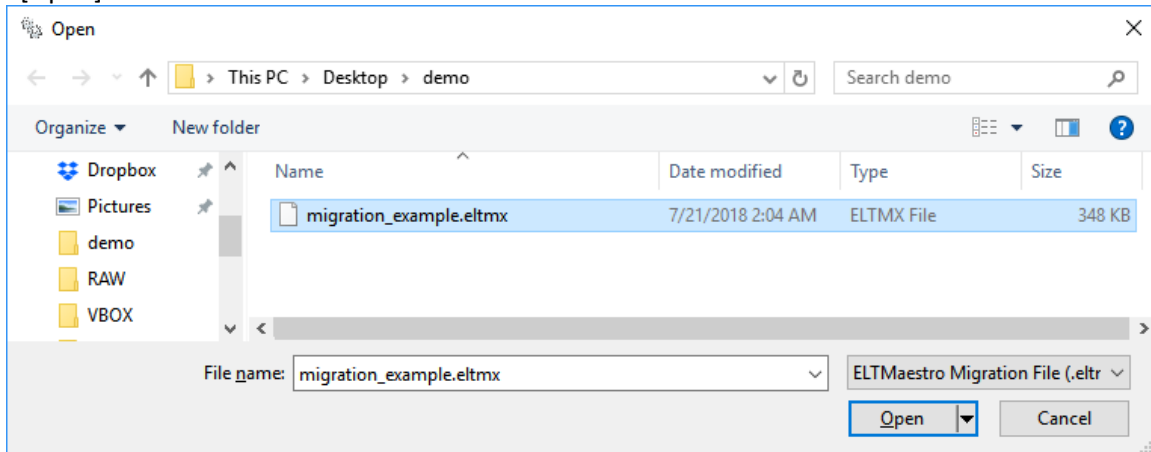 Open
This PC > Desktop > demo
Search demo
Organize
New folder
Name
Date modified
Type
Size
Dropbox
Pictures
demo
RAW
VBOX
migration_example.eltmx
7/21/2018 2:04 AM
ELTMX File
348 KB
File name:
migration_example.eltmx
ELTMaestro Migration File (.eltr
Open
Cancel